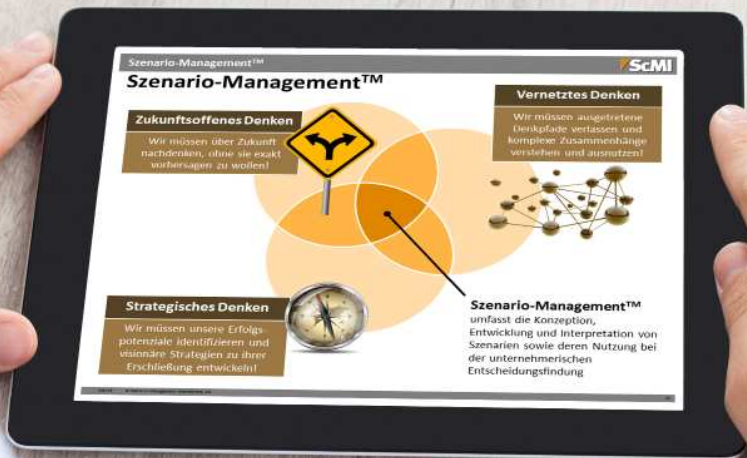 Szenario-Management™
ScMI
Szenario-Management™
Zukunftsoffenes Denken
Wir müssen über Zukunft
nachdenken, ohne sie exakt
vorhersagen zu wollen!
Vernetztes Denken
Wir müssen ausgetretene
Denkpfade verlassen und
komplexe Zusammenhänge
verstehen und ausnutzen!
Strategisches Denken
Wir müssen unsere Erfolgs-
potenziale identifizieren und
visionäre Strategien zu ihrer
Erschließung entwickeln!
Szenario-Management™
umfasst die Konzeption,
Entwicklung und Interpretation von
Szenarien sowie deren Nutzung bei
der unternehmerischen
Entscheidungsfindung